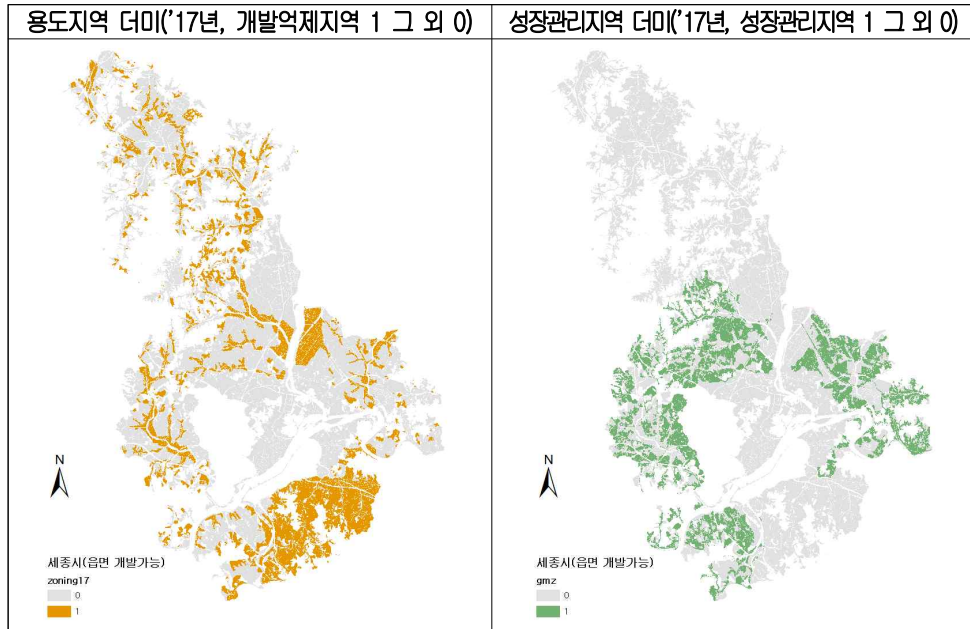 용도지역 더미('17년, 개발억제지역 1 그 외 0)
성장관리지역 더미('17년, 성장관리지역 1 그 외 0)
N
세종시(읍면 개발가능)
zoning17
0
1
N
세종시(읍면 개발가능)
gmz
0
1